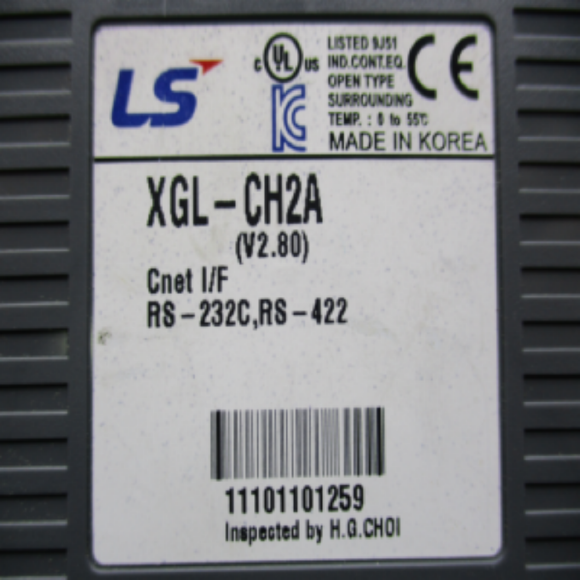 LS
c UL US
LISTED 9J51
IND.CONT.EQ.
OPEN TYPE
SURROUNDING
TEMP. : 0 to 55℃
CE
KC
MADE IN KOREA
XGL-CH2A
(V2.80)
Cnet I/F
RS-232C,RS-422
11101101259
Inspected by H.G.CHOI